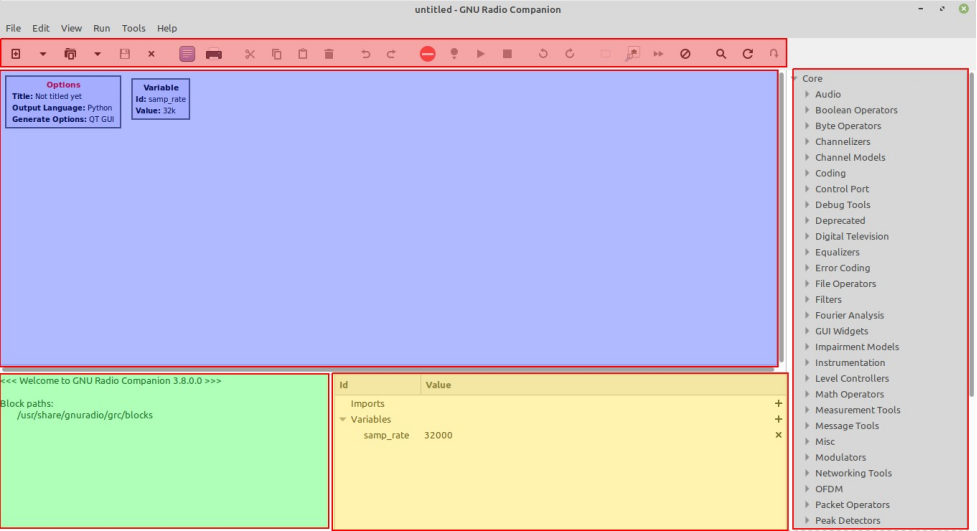 untitled - GNU Radio Companion
File Edit View Run Tools Help
Options
Title: Not titled yet
Output Language: Python
Generate Options: QT GUI
Variable
Id: samp_rate
Value: 32k
<<< Welcome to GNU Radio Companion 3.8.0.0 >>>
Block paths:
/usr/share/gnuradio/grc/blocks
Id Value
Imports
Variables
samp_rate 32000
Core
Audio
Boolean Operators
Byte Operators
Channelizers
Channel Models
Coding
Control Port
Debug Tools
Deprecated
Digital Television
Equalizers
Error Coding
File Operators
Filters
Fourier Analysis
GUI Widgets
Impairment Models
Instrumentation
Level Controllers
Math Operators
Measurement Tools
Message Tools
Misc
Modulators
Networking Tools
OFDM
Packet Operators
Peak Detectors